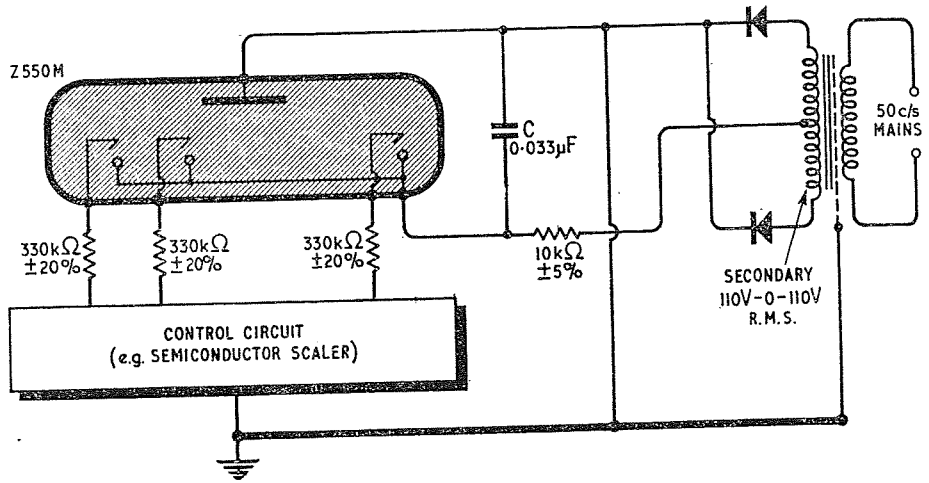 Z550M
C
0·033µF
50c/s
MAINS
330kΩ
±20%
330kΩ
±20%
330kΩ
±20%
10kΩ
±5%
SECONDARY
110V-0-110V
R.M.S.
CONTROL CIRCUIT
(e.g. SEMICONDUCTOR SCALER)